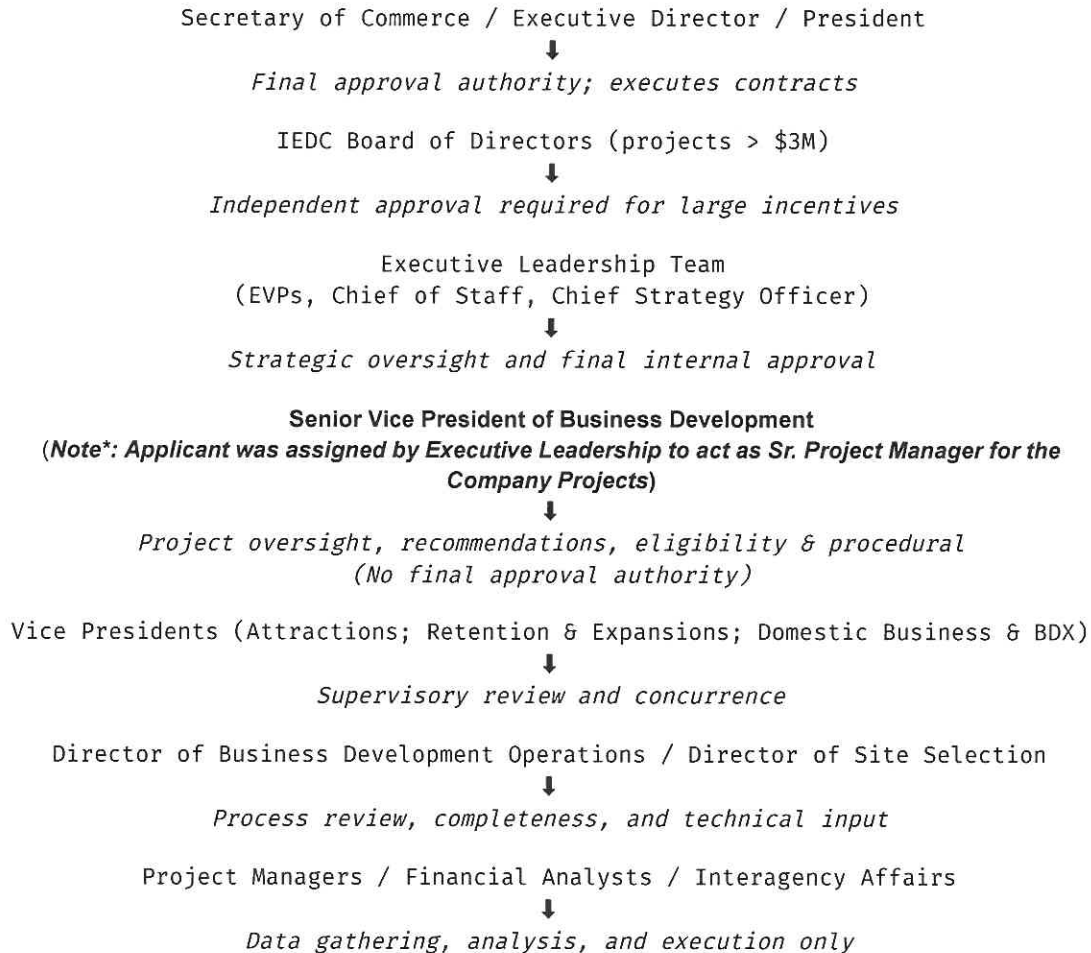 Secretary of Commerce / Executive Director / President
⬇
Final approval authority; executes contracts
IEDC Board of Directors (projects > $3M)
⬇
Independent approval required for large incentives
Executive Leadership Team
(EVPs, Chief of Staff, Chief Strategy Officer)
⬇
Strategic oversight and final internal approval
Senior Vice President of Business Development
(Note*: Applicant was assigned by Executive Leadership to act as Sr. Project Manager for the
Company Projects)
⬇
Project oversight, recommendations, eligibility & procedural
(No final approval authority)
Vice Presidents (Attractions; Retention & Expansions; Domestic Business & BDX)
⬇
Supervisory review and concurrence
Director of Business Development Operations / Director of Site Selection
⬇
Process review, completeness, and technical input
Project Managers / Financial Analysts / Interagency Affairs
⬇
Data gathering, analysis, and execution only